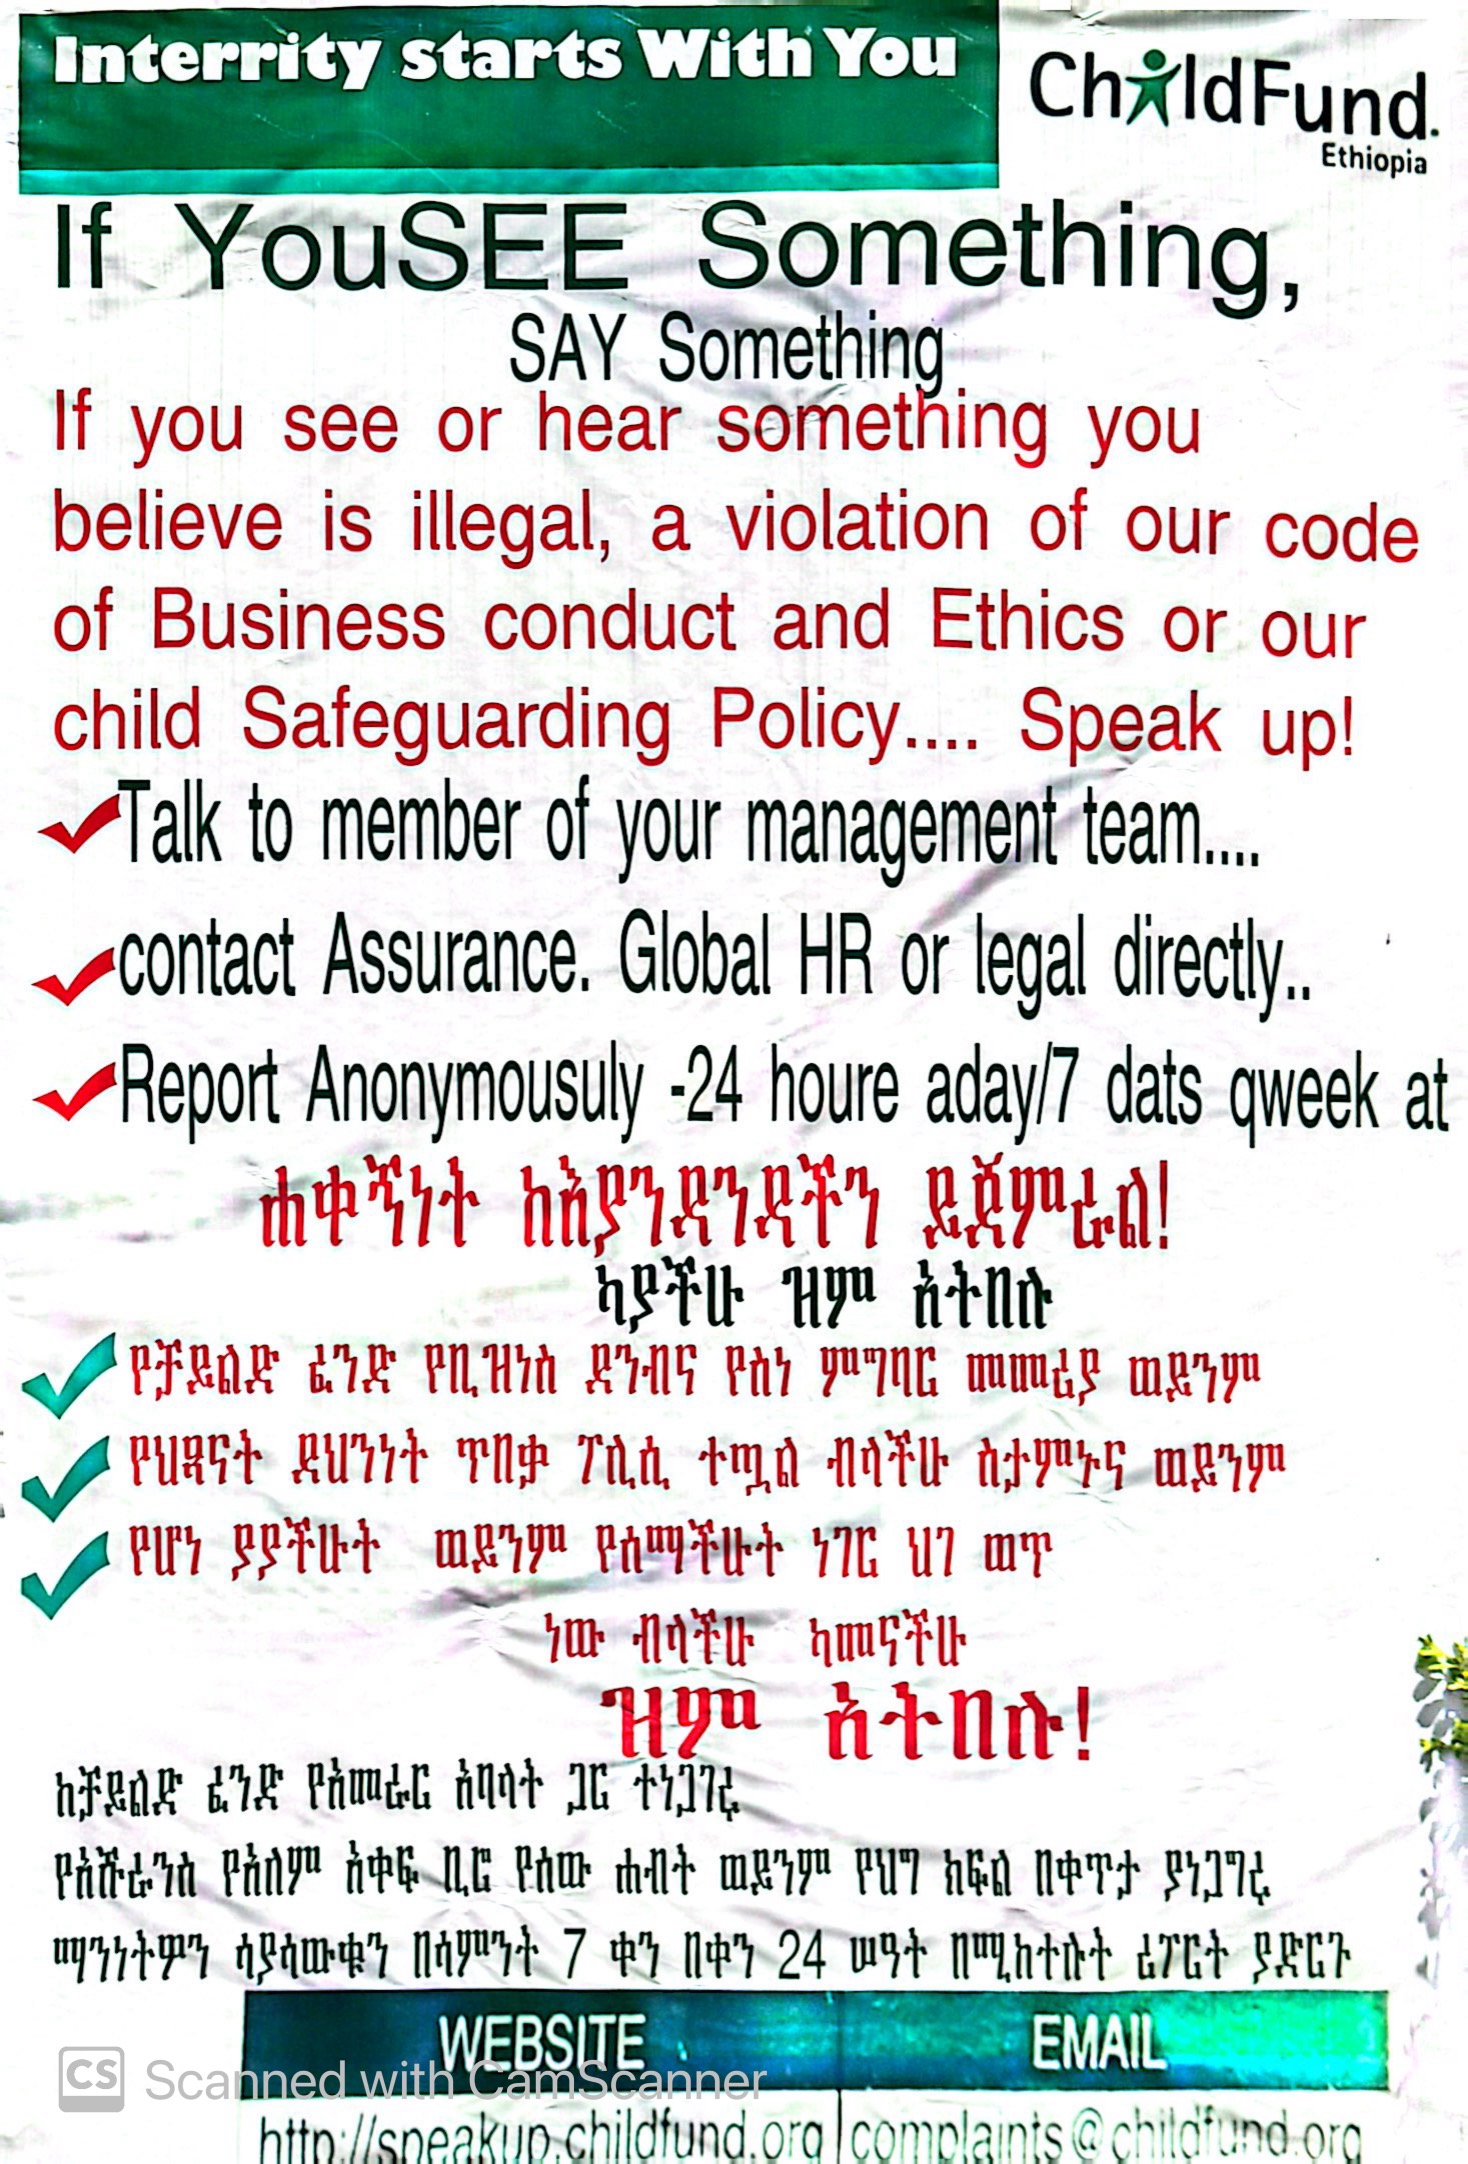 Interrity starts With You
ChildFund.
Ethiopia
If YouSEE Something,
SAY Something
If you see or hear something you
believe is illegal, a violation of our code
of Business conduct and Ethics or our
child Safeguarding Policy.... Speak up!
Talk to member of your management team....
contact Assurance. Global HR or legal directly..
Report Anonymousuly -24 houre aday/7 dats qweek at
ሐቀኝነት ከእያንዳንዳችን ይጀምራል!
ካያችሁ ዝም አትበሉ
የቻይልድ ፈንድ የቢዝነስ ደንብና የስነ ምግባር መመሪያ ወይንም
የህጻናት ደህንነት ጥበቃ ፖሊሲ ተጧል ብላችሁ ስታምኑና ወይንም
የሆነ ያያችሁት ወይንም የሰማችሁት ነገር ህገ ወጥ
ነው ብላችሁ ካመናችሁ
ዝም አትበሉ!
ከቻይልድ ፈንድ የአመራር አባላት ጋር ተነጋገሩ
የአሹራንስ የአለም አቀፍ ቢሮ የሰው ሐብት ወይንም የህግ ክፍል በቀጥታ ያነጋግሩ
ማንነትዎን ሳያሳውቁን በሳምንት 7 ቀን በቀን 24 ሠዓት በሚከተሉት ሪፖርት ያድርጉ
WEBSITE EMAIL
http://speakup.childfund.org complaints@childfund.org
CS Scanned with CamScanner